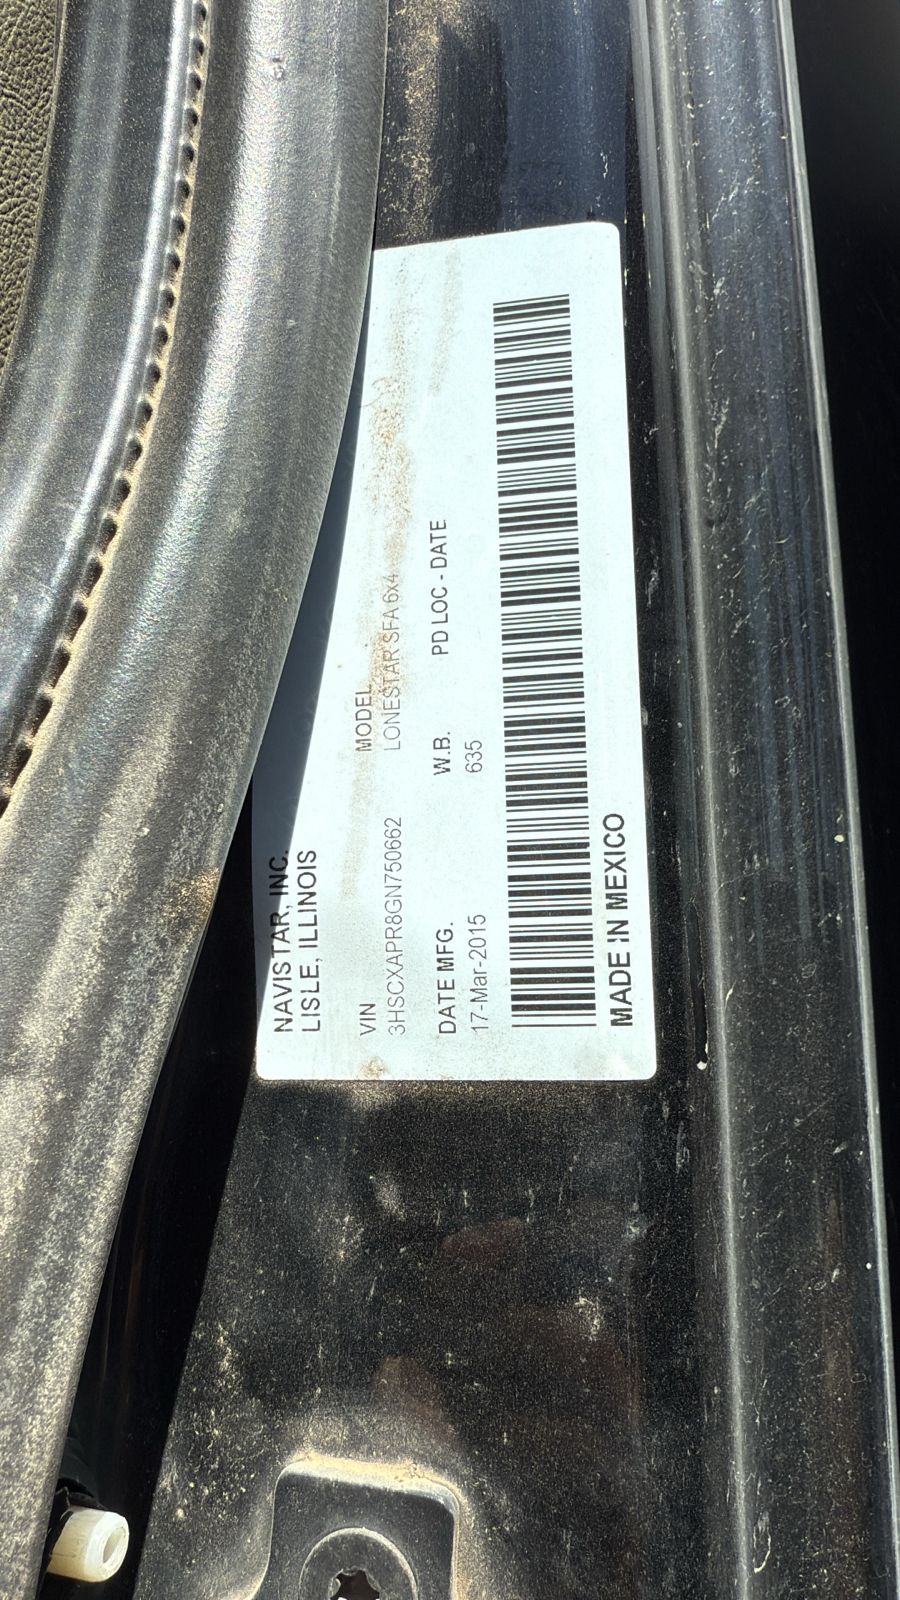 NAVISTAR, INC.
LISLE, ILLINOIS
VIN MODEL
3HSCXAPR8GN750662 LONESTAR SFA 6x4
DATE MFG. W.B. PD LOC - DATE
17-Mar-2015 635
MADE IN MEXICO